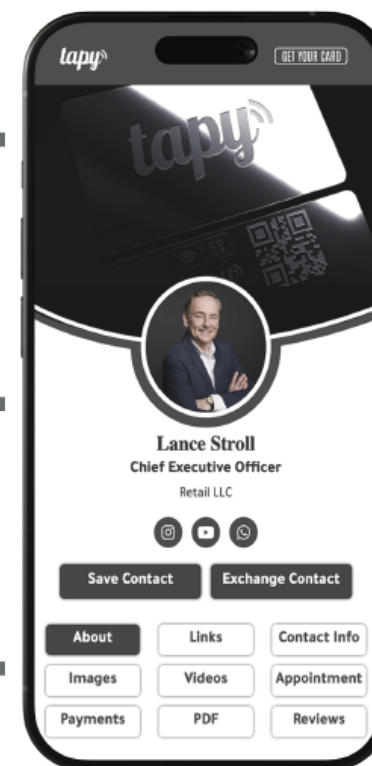 tapy
GET YOUR CARD
tapy
Lance Stroll
Chief Executive Officer
Retail LLC
Save Contact
Exchange Contact
About
Links
Contact Info
Images
Videos
Appointment
Payments
PDF
Reviews